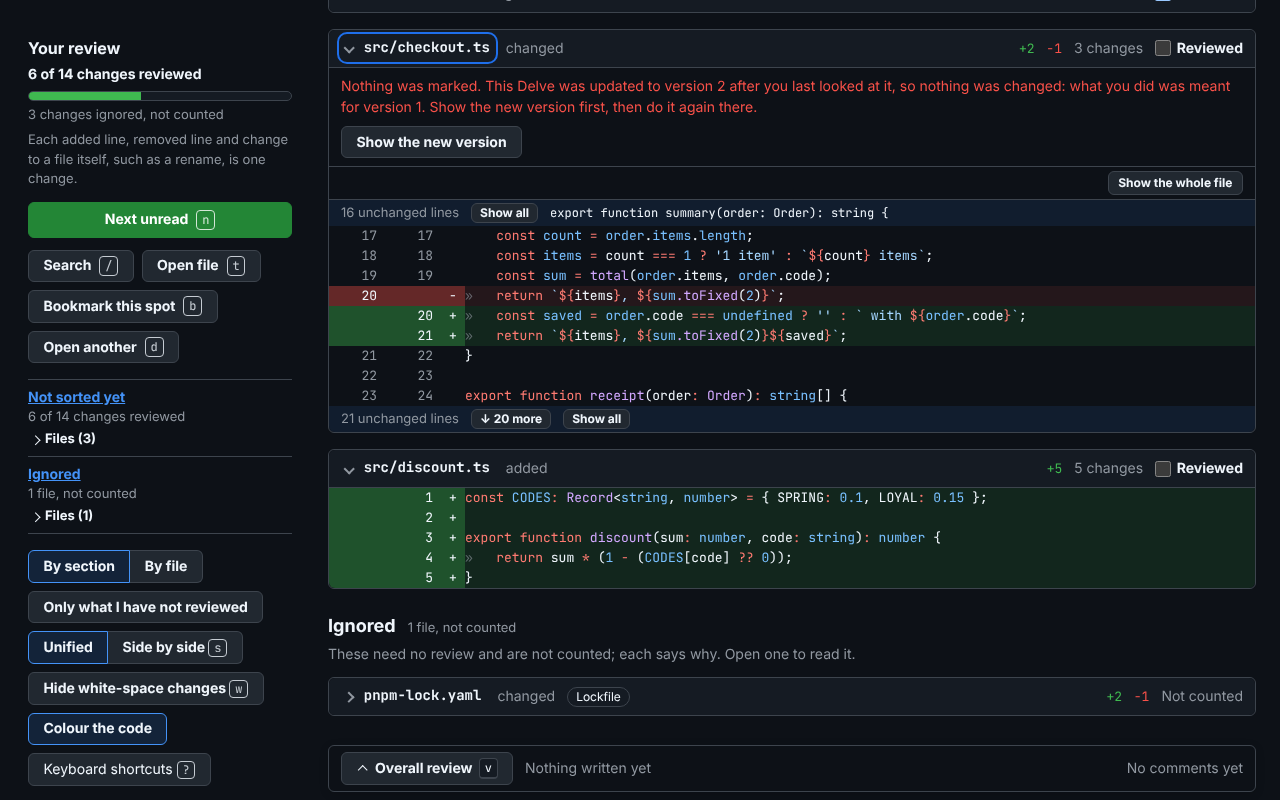 Your review
6 of 14 changes reviewed
3 changes ignored, not counted
Each added line, removed line and change
to a file itself, such as a rename, is one
change.
Next unread n
Search / Open file t
Bookmark this spot b
Open another d
Not sorted yet
6 of 14 changes reviewed
Files (3)
Ignored
1 file, not counted
Files (1)
By section By file
Only what I have not reviewed
Unified Side by side s
Hide white-space changes w
Colour the code
Keyboard shortcuts ?
src/checkout.ts changed +2 -1 3 changes Reviewed
Nothing was marked. This Delve was updated to version 2 after you last looked at it, so nothing was changed: what you did was meant
for version 1. Show the new version first, then do it again there.
Show the new version
Show the whole file
16 unchanged lines Show all export function summary(order: Order): string {
17 17 const count = order.items.length;
18 18 const items = count === 1 ? '1 item' : `${count} items`;
19 19 const sum = total(order.items, order.code);
20 - » return `${items}, ${sum.toFixed(2)}`;
20 + » const saved = order.code === undefined ? '' : ` with ${order.code}`;
21 + » return `${items}, ${sum.toFixed(2)}${saved}`;
21 22 }
22 23
23 24 export function receipt(order: Order): string[] {
21 unchanged lines ↓ 20 more Show all
src/discount.ts added +5 5 changes Reviewed
1 + const CODES: Record<string, number> = { SPRING: 0.1, LOYAL: 0.15 };
2 +
3 + export function discount(sum: number, code: string): number {
4 + » return sum * (1 - (CODES[code] ?? 0));
5 + }
Ignored 1 file, not counted
These need no review and are not counted; each says why. Open one to read it.
pnpm-lock.yaml changed Lockfile +2 -1 Not counted
Overall review v Nothing written yet No comments yet